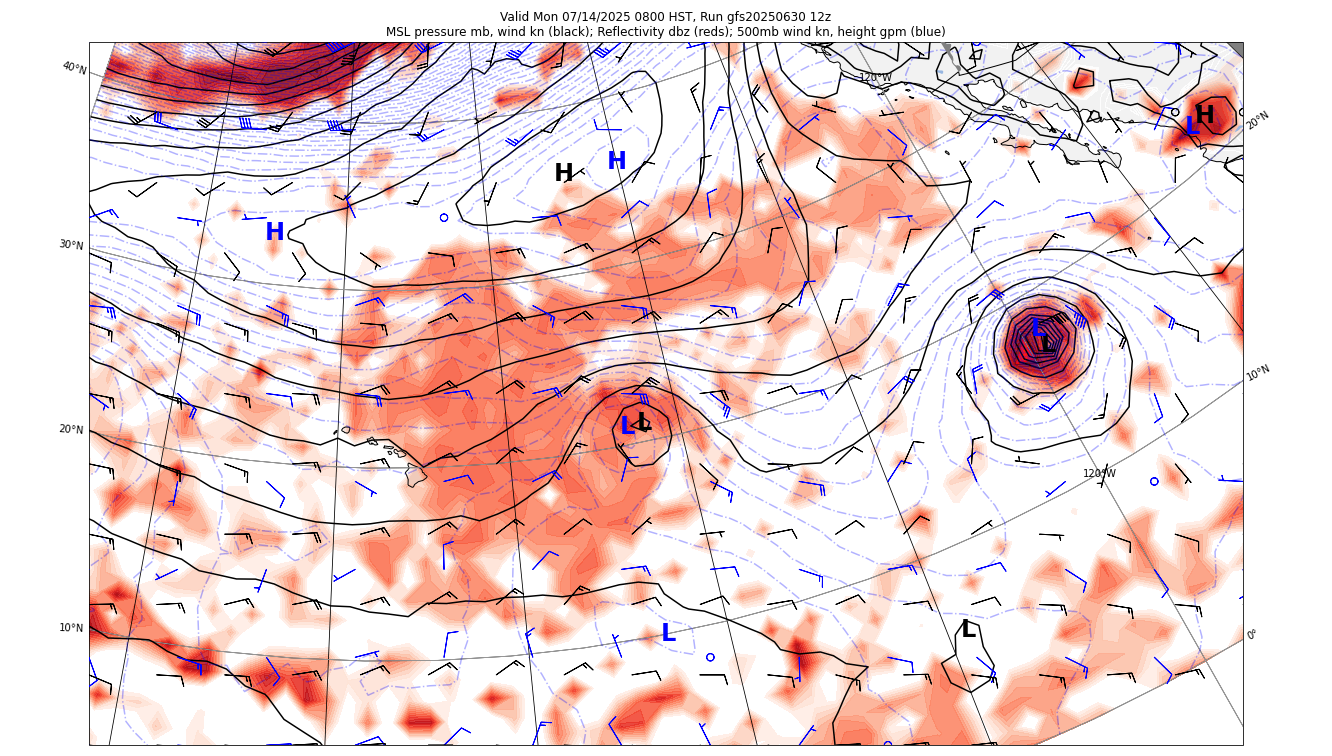 Valid Mon 07/14/2025 0800 HST, Run gfs20250630 12z
MSL pressure mb, wind kn (black); Reflectivity dbz (reds); 500mb wind kn, height gpm (blue)
40°N
120°W
H
L
20°N
H
H
30°N
H
L
L
10°N
20°N
L
L
120°W
10°N
L
L
0°